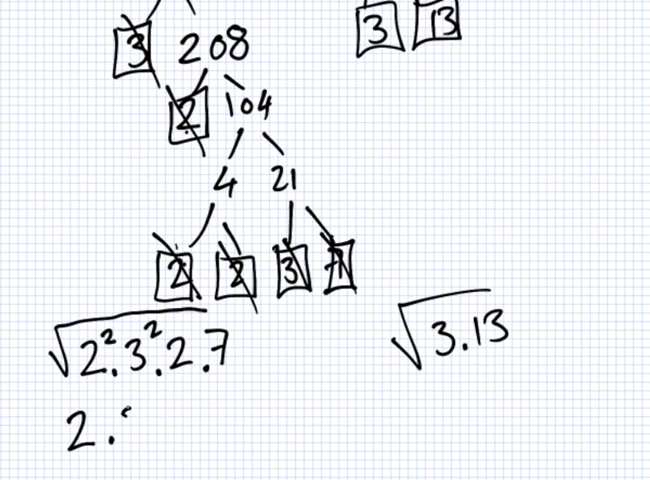 3 208 3 13
2 104
4 21
2 2 3 7
√2².3².2.7 √3.13
2.